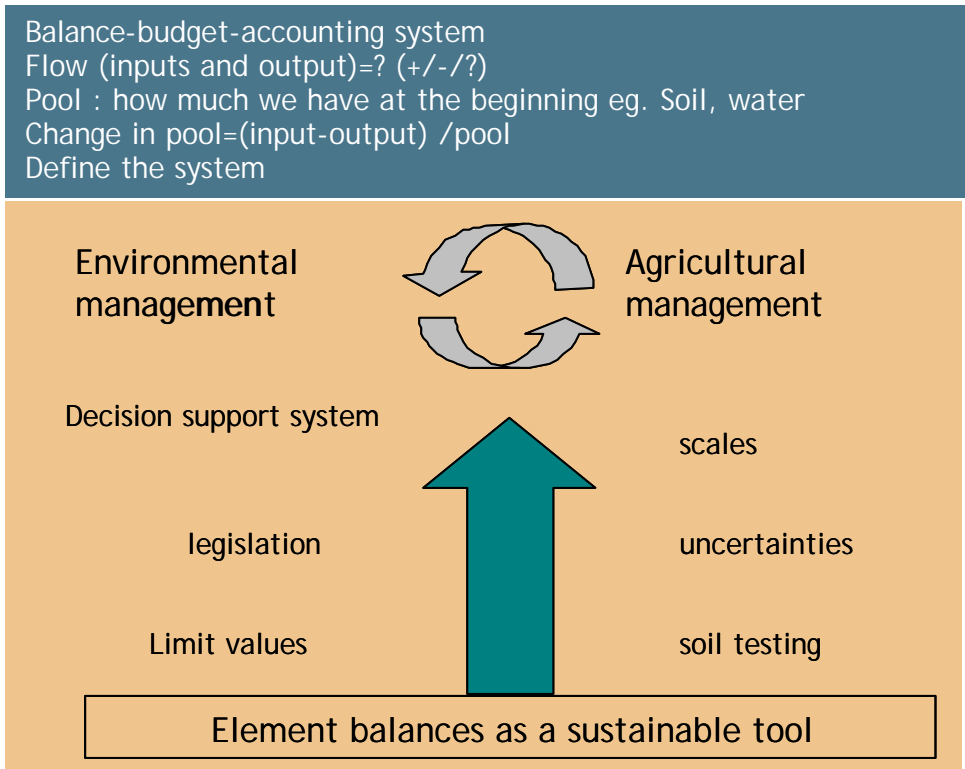 Balance-budget-accounting system
Flow (inputs and output)=? (+/-/?)
Pool : how much we have at the beginning eg. Soil, water
Change in pool=(input-output) /pool
Define the system
Environmental
management
Agricultural
management
Decision support system
scales
legislation
uncertainties
Limit values
soil testing
Element balances as a sustainable tool